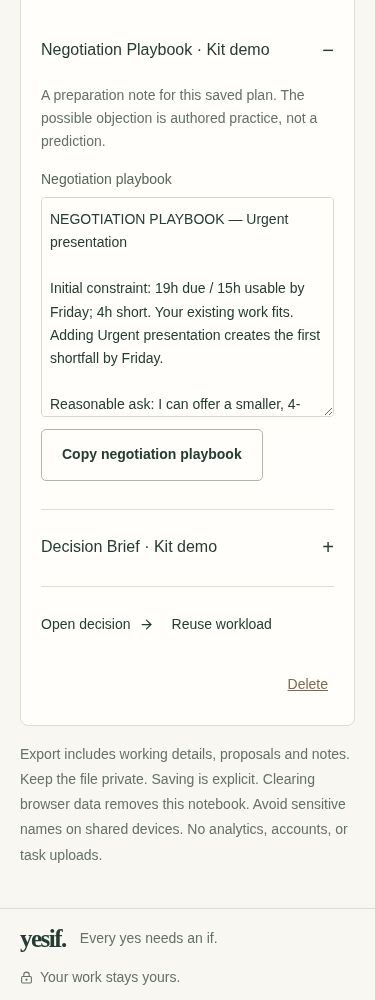 Negotiation Playbook · Kit demo −
A preparation note for this saved plan. The
possible objection is authored practice, not a
prediction.
Negotiation playbook
NEGOTIATION PLAYBOOK — Urgent
presentation
Initial constraint: 19h due / 15h usable by
Friday; 4h short. Your existing work fits.
Adding Urgent presentation creates the first
shortfall by Friday.
Reasonable ask: I can offer a smaller, 4-
Copy negotiation playbook
Decision Brief · Kit demo +
Open decision → Reuse workload
Delete
Export includes working details, proposals and notes.
Keep the file private. Saving is explicit. Clearing
browser data removes this notebook. Avoid sensitive
names on shared devices. No analytics, accounts, or
task uploads.
yesif. Every yes needs an if.
Your work stays yours.